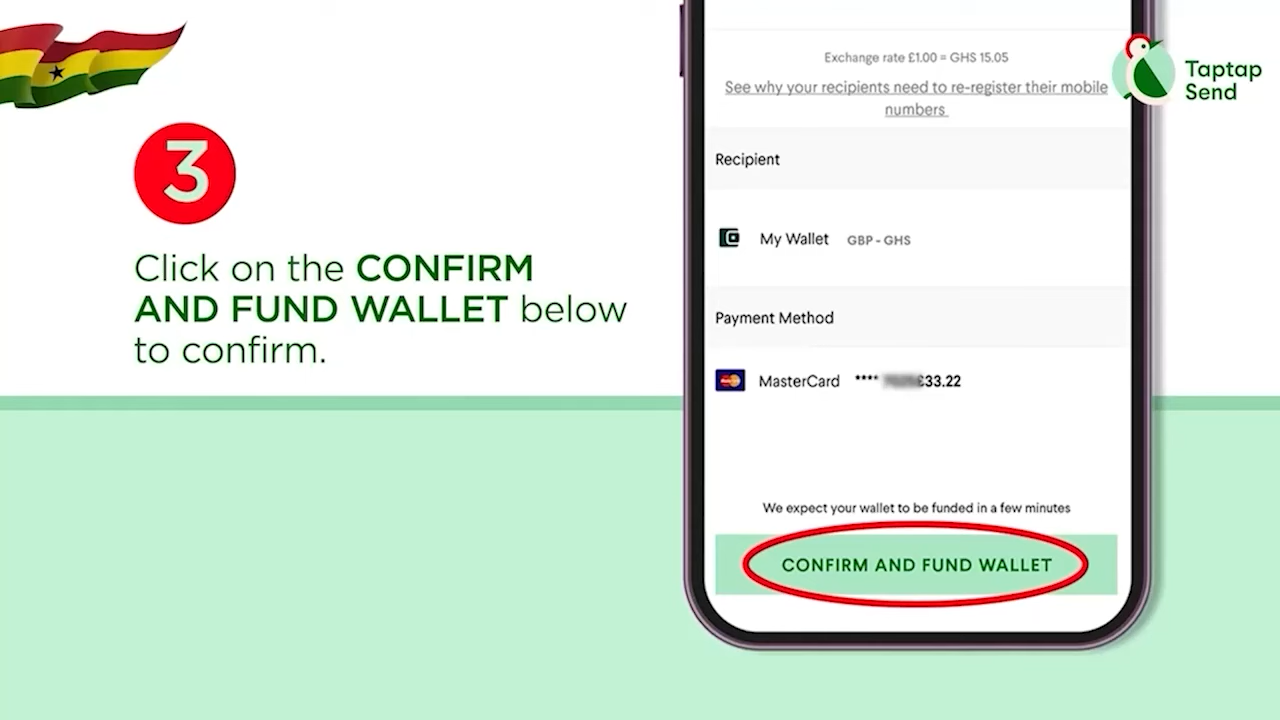 3
Click on the CONFIRM
AND FUND WALLET below
to confirm.
Exchange rate £1.00 = GHS 15.05
See why your recipients need to re-register their mobile
numbers
Recipient
My Wallet GBP - GHS
Payment Method
MasterCard **** £33.22
We expect your wallet to be funded in a few minutes
CONFIRM AND FUND WALLET
Taptap
Send